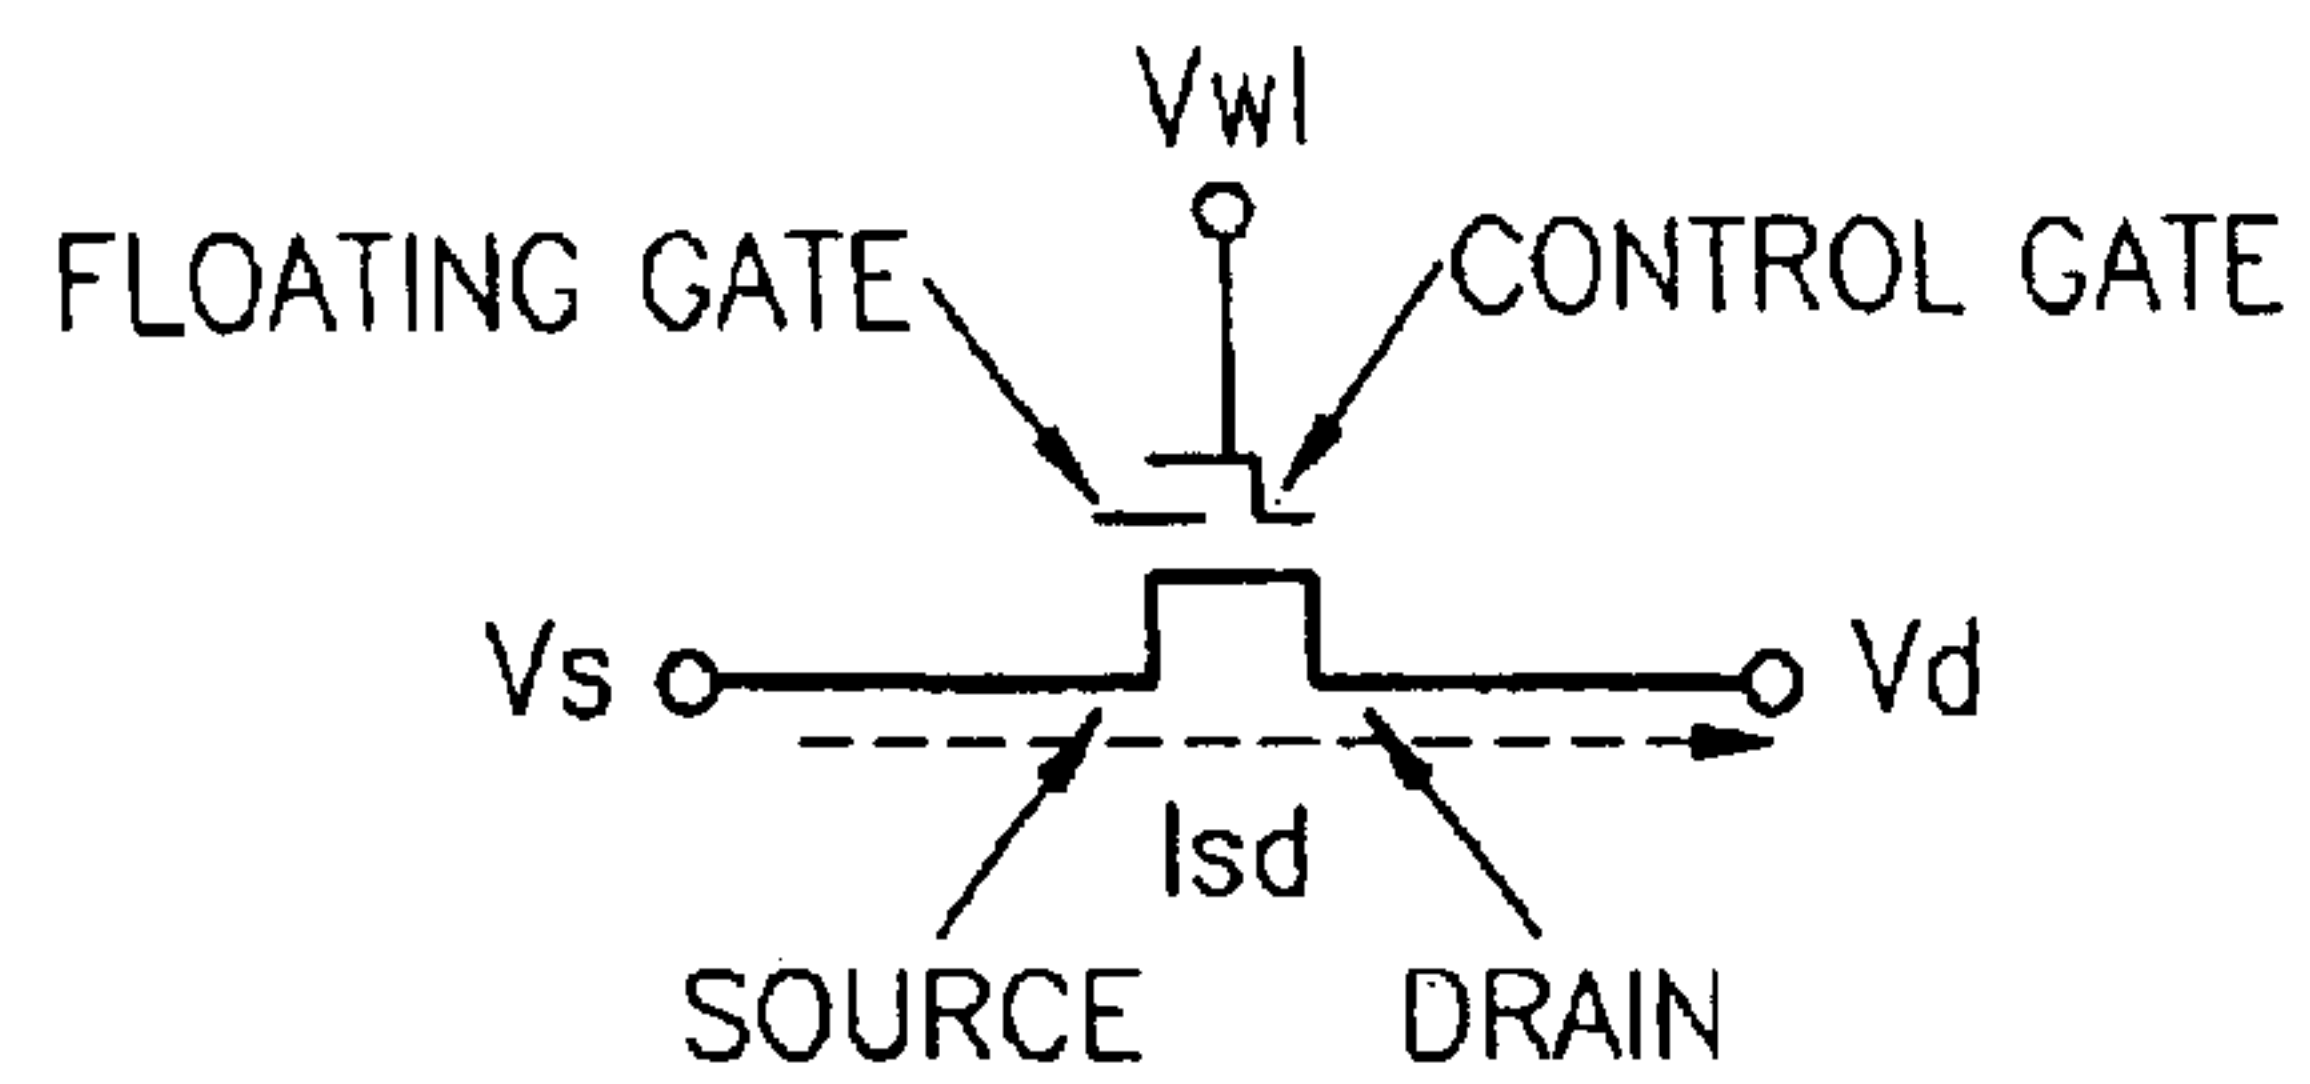 Vwl
FLOATING GATE
CONTROL GATE
Vs
Vd
Isd
SOURCE
DRAIN